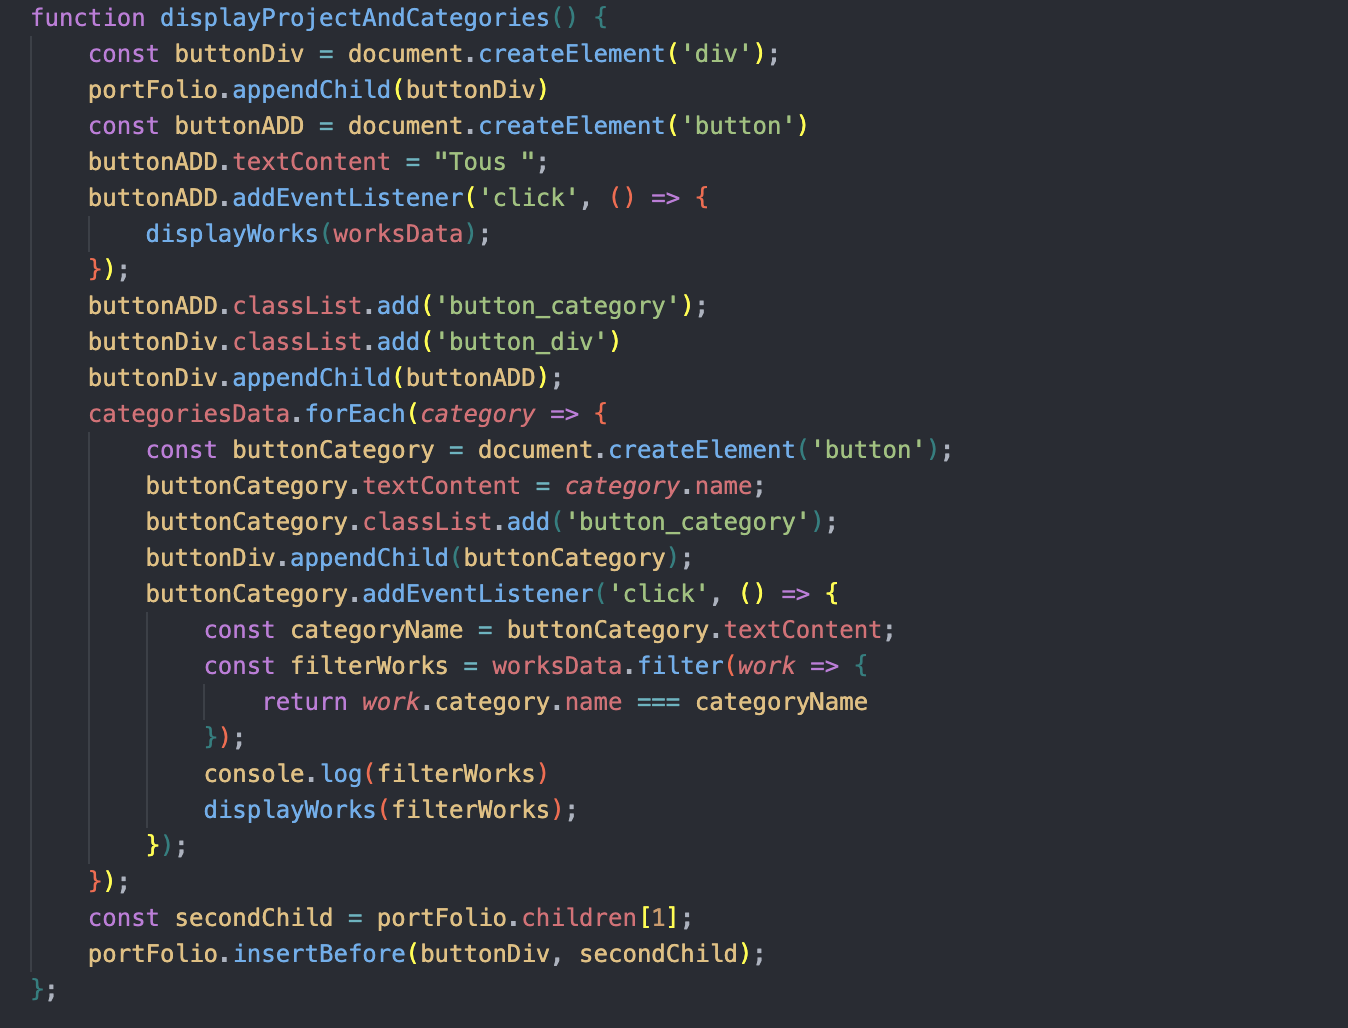 function displayProjectAndCategories() {
    const buttonDiv = document.createElement('div');
    portFolio.appendChild(buttonDiv)
    const buttonADD = document.createElement('button')
    buttonADD.textContent = "Tous ";
    buttonADD.addEventListener('click', () => {
        displayWorks(worksData);
    });
    buttonADD.classList.add('button_category');
    buttonDiv.classList.add('button_div')
    buttonDiv.appendChild(buttonADD);
    categoriesData.forEach(category => {
        const buttonCategory = document.createElement('button');
        buttonCategory.textContent = category.name;
        buttonCategory.classList.add('button_category');
        buttonDiv.appendChild(buttonCategory);
        buttonCategory.addEventListener('click', () => {
            const categoryName = buttonCategory.textContent;
            const filterWorks = worksData.filter(work => {
                return work.category.name === categoryName
            });
            console.log(filterWorks)
            displayWorks(filterWorks);
        });
    });
    const secondChild = portFolio.children[1];
    portFolio.insertBefore(buttonDiv, secondChild);
};